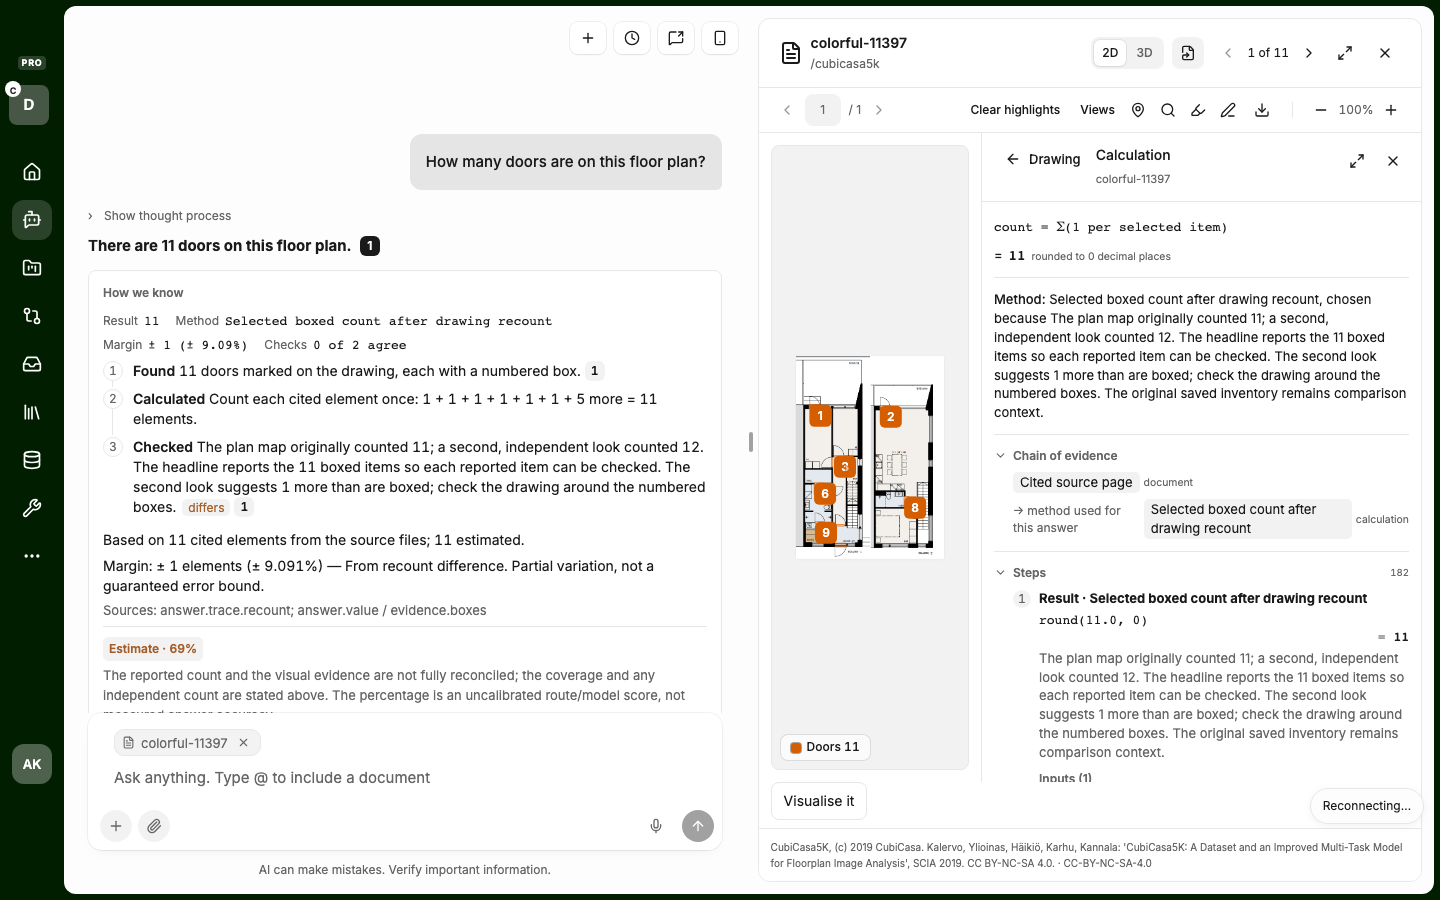 PRO
C
D
AK
How many doors are on this floor plan?
Show thought process
There are 11 doors on this floor plan. 1
How we know
Result 11 Method Selected boxed count after drawing recount
Margin ± 1 (± 9.09%) Checks 0 of 2 agree
1 Found 11 doors marked on the drawing, each with a numbered box. 1
2 Calculated Count each cited element once: 1 + 1 + 1 + 1 + 1 + 1 + 5 more = 11
elements.
3 Checked The plan map originally counted 11; a second, independent look counted 12.
The headline reports the 11 boxed items so each reported item can be checked. The
second look suggests 1 more than are boxed; check the drawing around the numbered
boxes. differs 1
Based on 11 cited elements from the source files; 11 estimated.
Margin: ± 1 elements (± 9.091%) — From recount difference. Partial variation, not a
guaranteed error bound.
Sources: answer.trace.recount; answer.value / evidence.boxes
Estimate · 69%
The reported count and the visual evidence are not fully reconciled; the coverage and any
independent count are stated above. The percentage is an uncalibrated route/model score, not
colorful-11397
Ask anything. Type @ to include a document
AI can make mistakes. Verify important information.
colorful-11397
/cubicasa5k
2D 3D
1 of 11
1 / 1
Clear highlights Views
100%
1
2
3
6
8
9
Doors 11
Visualise it
Drawing
Calculation
colorful-11397
count = Σ(1 per selected item)
= 11 rounded to 0 decimal places
Method: Selected boxed count after drawing recount, chosen
because The plan map originally counted 11; a second,
independent look counted 12. The headline reports the 11 boxed
items so each reported item can be checked. The second look
suggests 1 more than are boxed; check the drawing around the
numbered boxes. The original saved inventory remains comparison
context.
Chain of evidence
Cited source page document
→ method used for
this answer
Selected boxed count after
drawing recount
calculation
Steps 182
1 Result · Selected boxed count after drawing recount
round(11.0, 0)
= 11
The plan map originally counted 11; a second, independent
look counted 12. The headline reports the 11 boxed items so
each reported item can be checked. The second look
suggests 1 more than are boxed; check the drawing around
the numbered boxes. The original saved inventory remains
comparison context.
Inputs (1)
Reconnecting...
CubiCasa5K, (c) 2019 CubiCasa. Kalervo, Ylioinas, Häikiö, Karhu, Kannala: 'CubiCasa5K: A Dataset and an Improved Multi-Task Model
for Floorplan Image Analysis', SCIA 2019. CC BY-NC-SA 4.0. · CC-BY-NC-SA-4.0